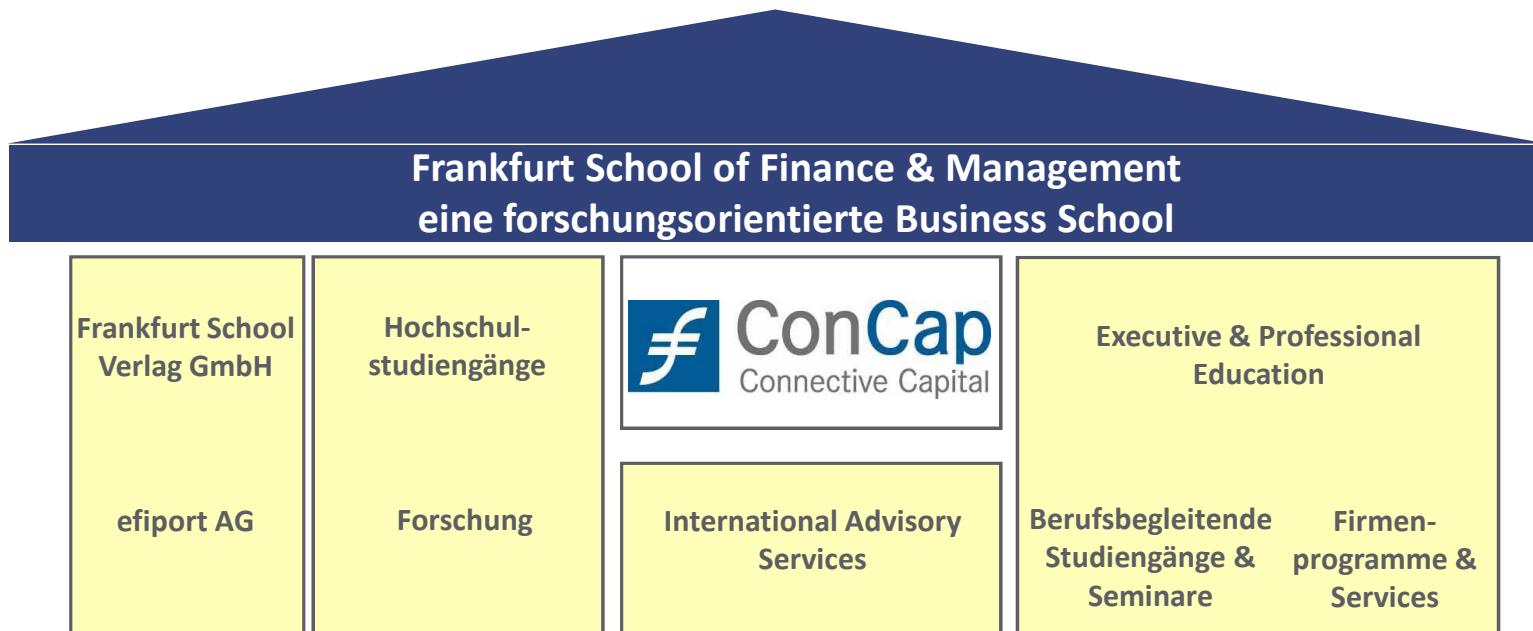 Frankfurt School of Finance & Management
eine forschungsorientierte Business School
Frankfurt School
Verlag GmbH
efiport AG
Hochschul-
studiengänge
Forschung
ConCap
Connective Capital
International Advisory
Services
Executive & Professional
Education
Berufsbegleitende
Studiengänge &
Seminare
Firmen-
programme &
Services